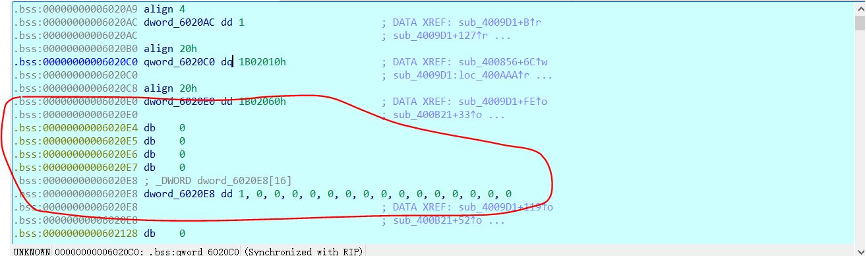 .bss:00000000006020A9 align 4
.bss:00000000006020AC dword_6020AC dd 1 ; DATA XREF: sub_4009D1+B↑r
.bss:00000000006020AC ; sub_4009D1+127↑r ...
.bss:00000000006020B0 align 20h
.bss:00000000006020C0 qword_6020C0 dq 1B02010h ; DATA XREF: sub_400856+6C↑w
.bss:00000000006020C0 ; sub_4009D1:loc_400AAA↑r ...
.bss:00000000006020C8 align 20h
.bss:00000000006020E0 dword_6020E0 dd 1B02060h ; DATA XREF: sub_4009D1+FE↑o
.bss:00000000006020E0 ; sub_400B21+33↑o ...
.bss:00000000006020E4 db 0
.bss:00000000006020E5 db 0
.bss:00000000006020E6 db 0
.bss:00000000006020E7 db 0
.bss:00000000006020E8 ; _DWORD dword_6020E8[16]
.bss:00000000006020E8 dword_6020E8 dd 1, 0, 0, 0, 0, 0, 0, 0, 0, 0, 0, 0, 0, 0, 0, 0
.bss:00000000006020E8 ; DATA XREF: sub_4009D1+119↑o
.bss:00000000006020E8 ; sub_400B21+52↑o ...
.bss:0000000000602128 db 0
UNKNOWN 00000000006020C0: .bss:qword_6020C0 (Synchronized with RIP)